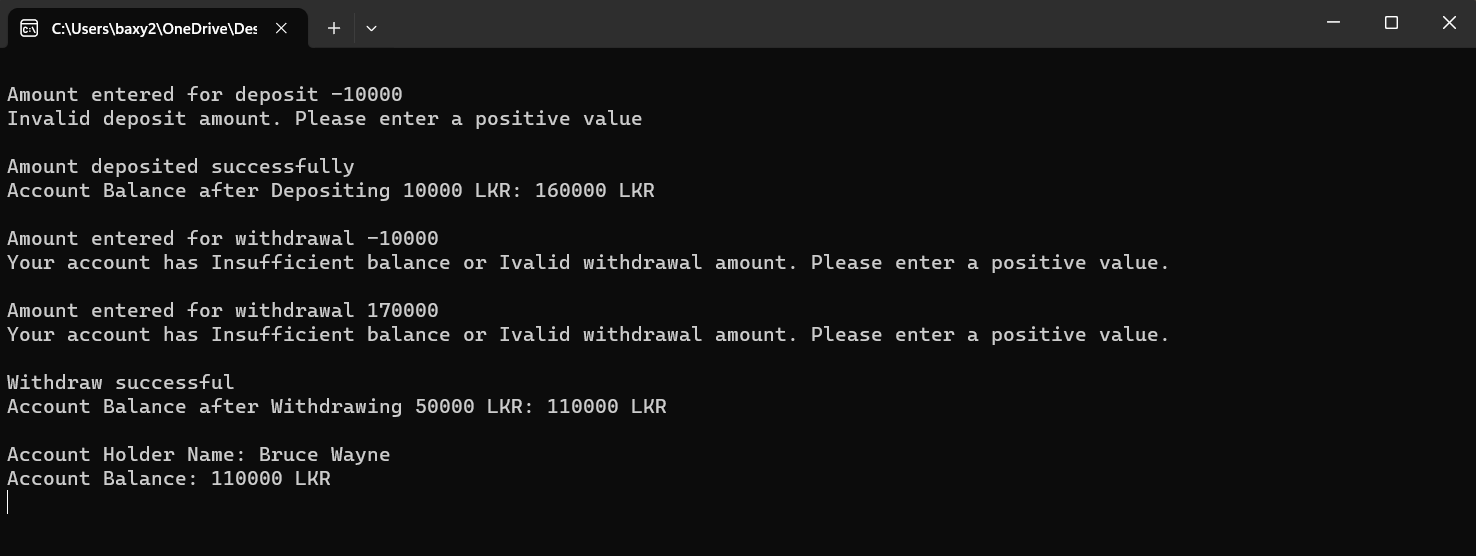 C:\Users\baxy2\OneDrive\Des
Amount entered for deposit -10000
Invalid deposit amount. Please enter a positive value
Amount deposited successfully
Account Balance after Depositing 10000 LKR: 160000 LKR
Amount entered for withdrawal -10000
Your account has Insufficient balance or Ivalid withdrawal amount. Please enter a positive value.
Amount entered for withdrawal 170000
Your account has Insufficient balance or Ivalid withdrawal amount. Please enter a positive value.
Withdraw successful
Account Balance after Withdrawing 50000 LKR: 110000 LKR
Account Holder Name: Bruce Wayne
Account Balance: 110000 LKR